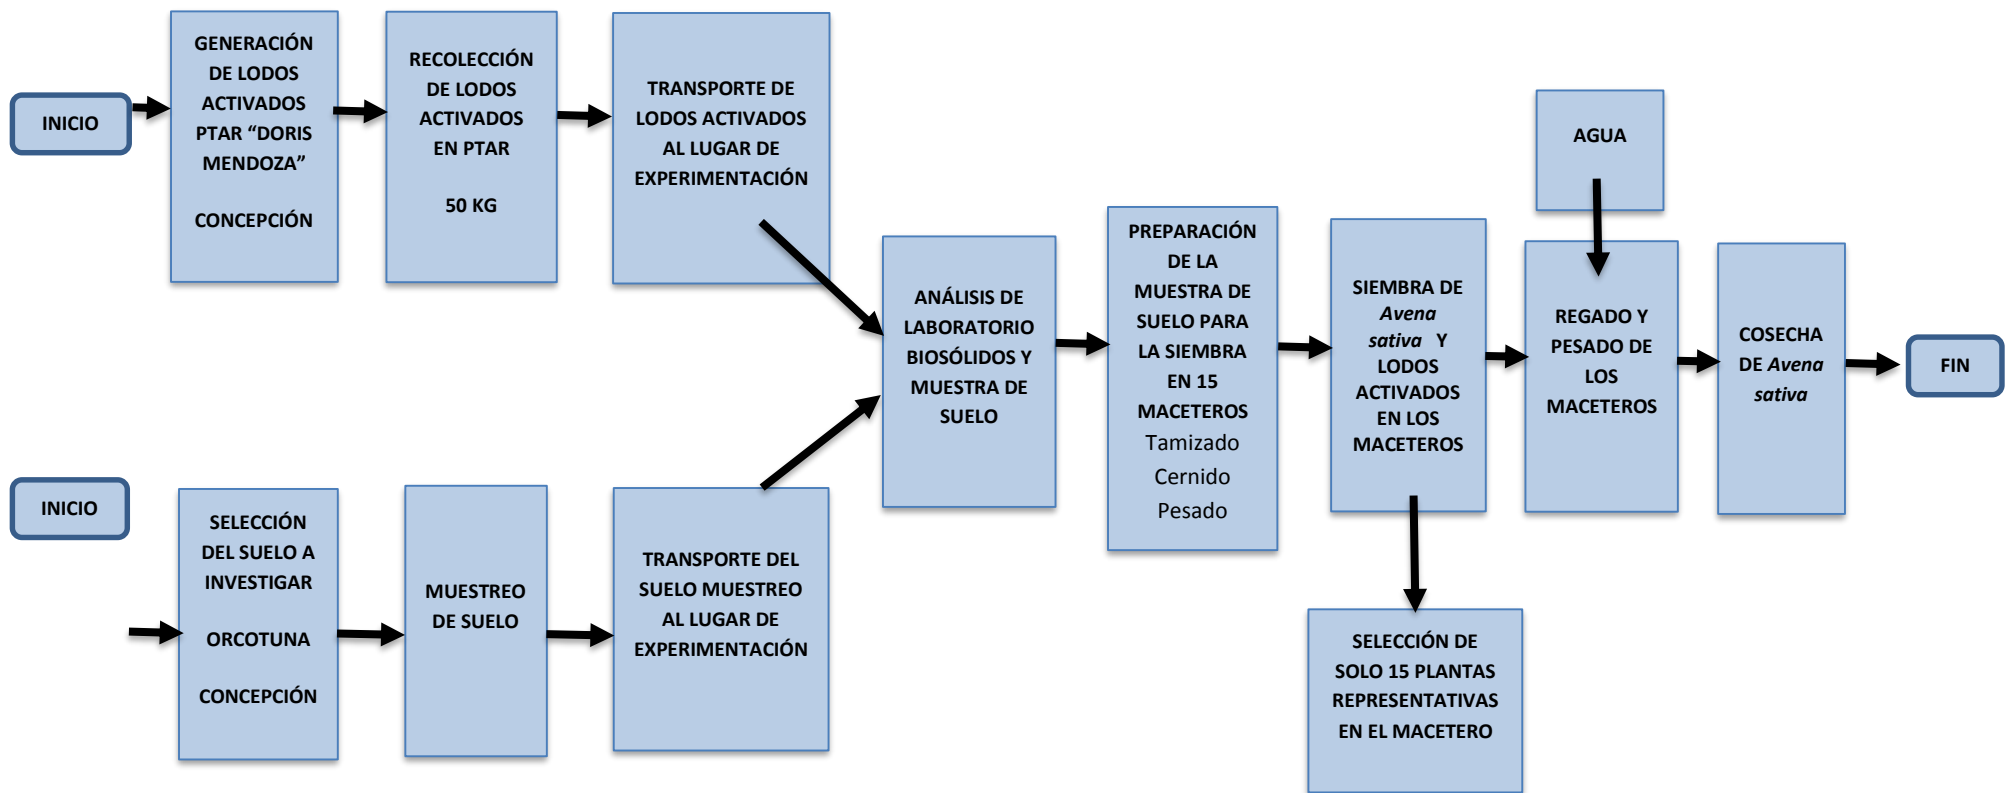 INICIO
GENERACIÓN
DE LODOS
ACTIVADOS
PTAR “DORIS
MENDOZA”
CONCEPCIÓN
RECOLECCIÓN
DE LODOS
ACTIVADOS
EN PTAR
50 KG
TRANSPORTE DE
LODOS ACTIVADOS
AL LUGAR DE
EXPERIMENTACIÓN
INICIO
SELECCIÓN
DEL SUELO A
INVESTIGAR
ORCOTUNA
CONCEPCIÓN
MUESTREO
DE SUELO
TRANSPORTE DEL
SUELO MUESTREO
AL LUGAR DE
EXPERIMENTACIÓN
ANÁLISIS DE
LABORATORIO
BIOSÓLIDOS Y
MUESTRA DE
SUELO
PREPARACIÓN
DE LA
MUESTRA DE
SUELO PARA
LA SIEMBRA
EN 15
MACETEROS
Tamizado
Cernido
Pesado
SIEMBRA DE
Avena
sativa Y
LODOS
ACTIVADOS
EN LOS
MACETEROS
SELECCIÓN DE
SOLO 15 PLANTAS
REPRESENTATIVAS
EN EL MACETERO
AGUA
REGADO Y
PESADO DE
LOS
MACETEROS
COSECHA
DE Avena
sativa
FIN